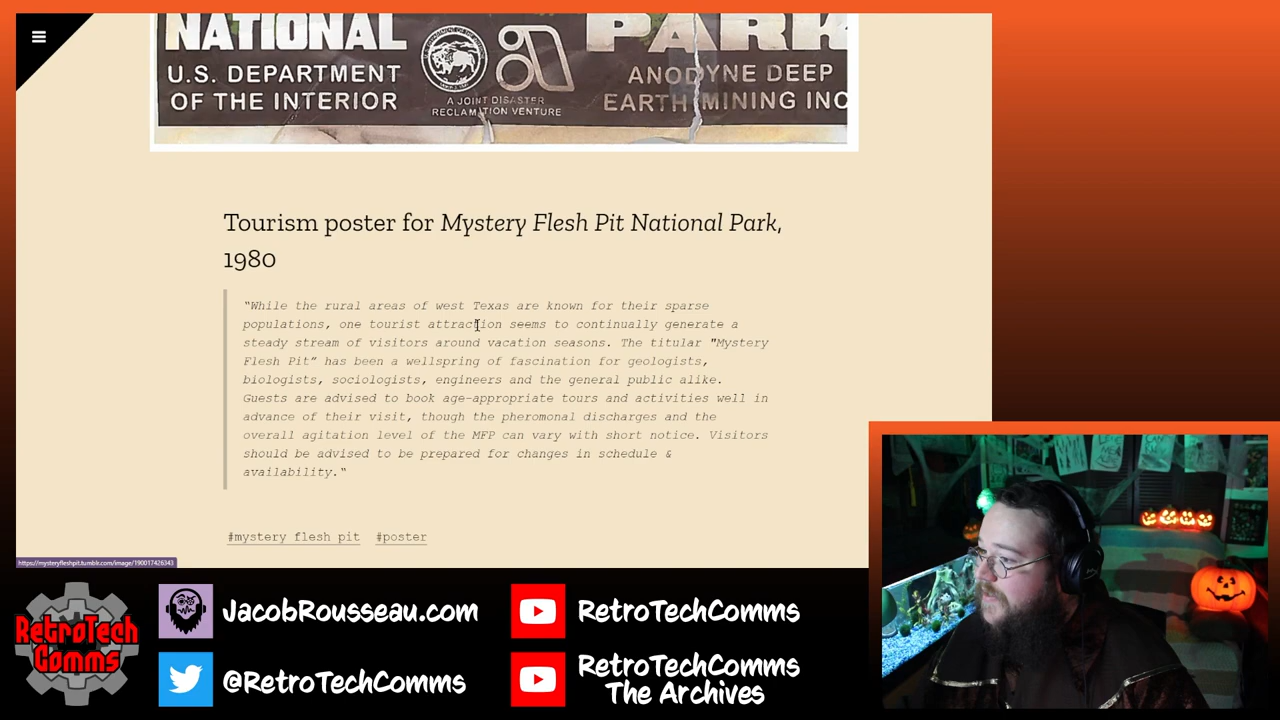 NATIONAL PARK
U.S. DEPARTMENT
OF THE INTERIOR
A JOINT DISASTER
RECLAMATION VENTURE
ANODYNE DEEP
EARTH MINING INC
Tourism poster for Mystery Flesh Pit National Park,
1980
"While the rural areas of west Texas are known for their sparse
populations, one tourist attraction seems to continually generate a
steady stream of visitors around vacation seasons. The titular "Mystery
Flesh Pit" has been a wellspring of fascination for geologists,
biologists, sociologists, engineers and the general public alike.
Guests are advised to book age-appropriate tours and activities well in
advance of their visit, though the pheromonal discharges and the
overall agitation level of the MFP can vary with short notice. Visitors
should be advised to be prepared for changes in schedule &
availability."
#mystery flesh pit #poster
https://mysteryfleshpit.tumblr.com/image/190017426343
RetroTech
Comms
JacobRousseau.com
@RetroTechComms
RetroTechComms
RetroTechComms
The Archives